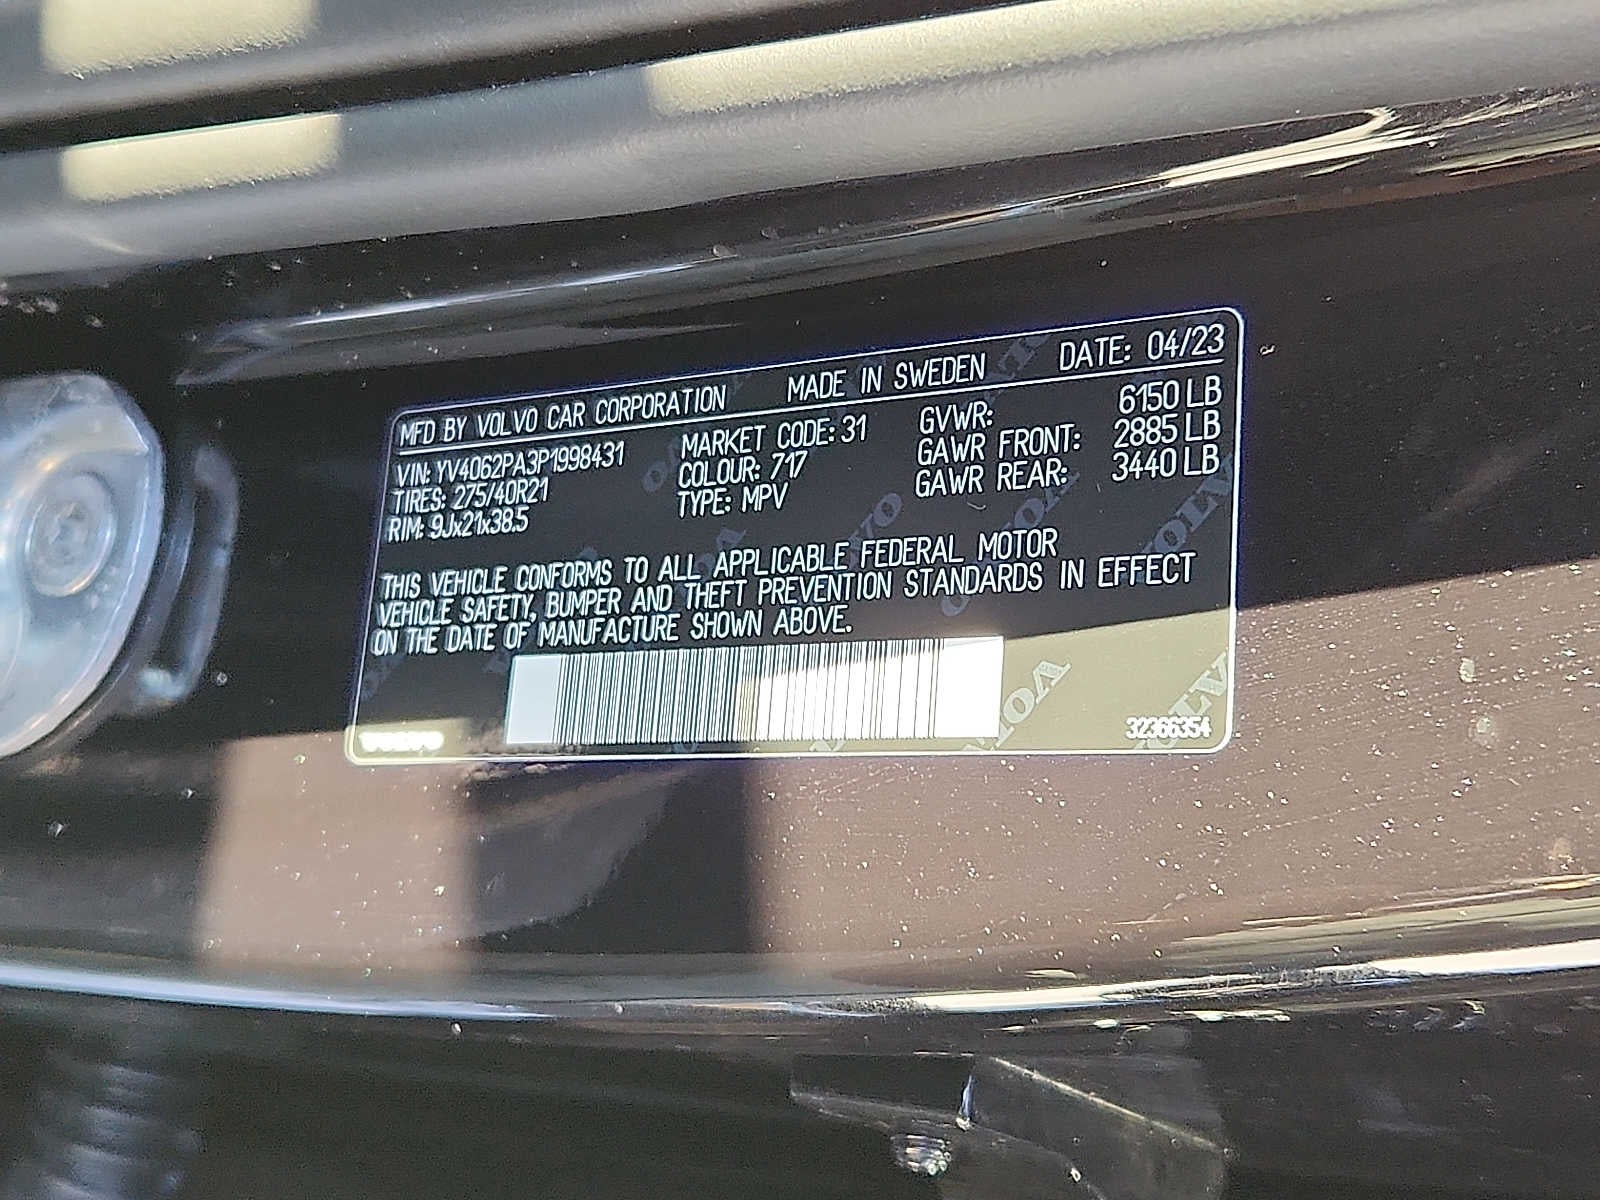 MFD BY VOLVO CAR CORPORATION MADE IN SWEDEN DATE: 04/23
VIN: YV4062PA3P1998431 MARKET CODE: 31 GVWR: 6150 LB
TIRES: 275/40R21 COLOUR: 717 GAWR FRONT: 2885 LB
RIM: 9Jx21x38.5 TYPE: MPV GAWR REAR: 3440 LB
THIS VEHICLE CONFORMS TO ALL APPLICABLE FEDERAL MOTOR
VEHICLE SAFETY, BUMPER AND THEFT PREVENTION STANDARDS IN EFFECT
ON THE DATE OF MANUFACTURE SHOWN ABOVE.
VOLVO 32366354